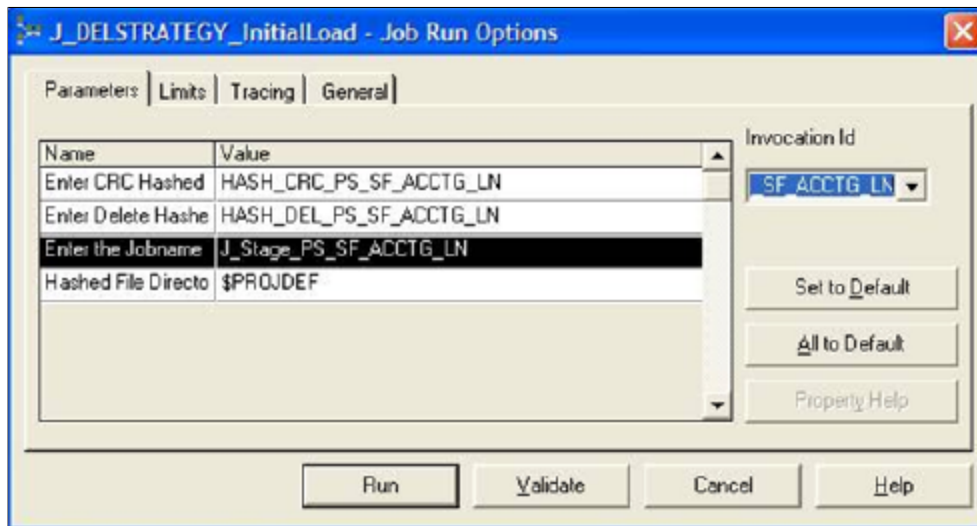 J_DELSTRATEGY_InitialLoad - Job Run Options
Parameters Limits Tracing General
Invocation Id
Name Value
Enter CRC Hashed HASH_CRC_PS_SF_ACCTG_LN
_SF_ACCTG_LN
Enter Delete Hashe HASH_DEL_PS_SF_ACCTG_LN
Enter the Jobname J_Stage_PS_SF_ACCTG_LN
Hashed File Directo $PROJDEF
Set to Default
All to Default
Property Help
Run Validate Cancel Help